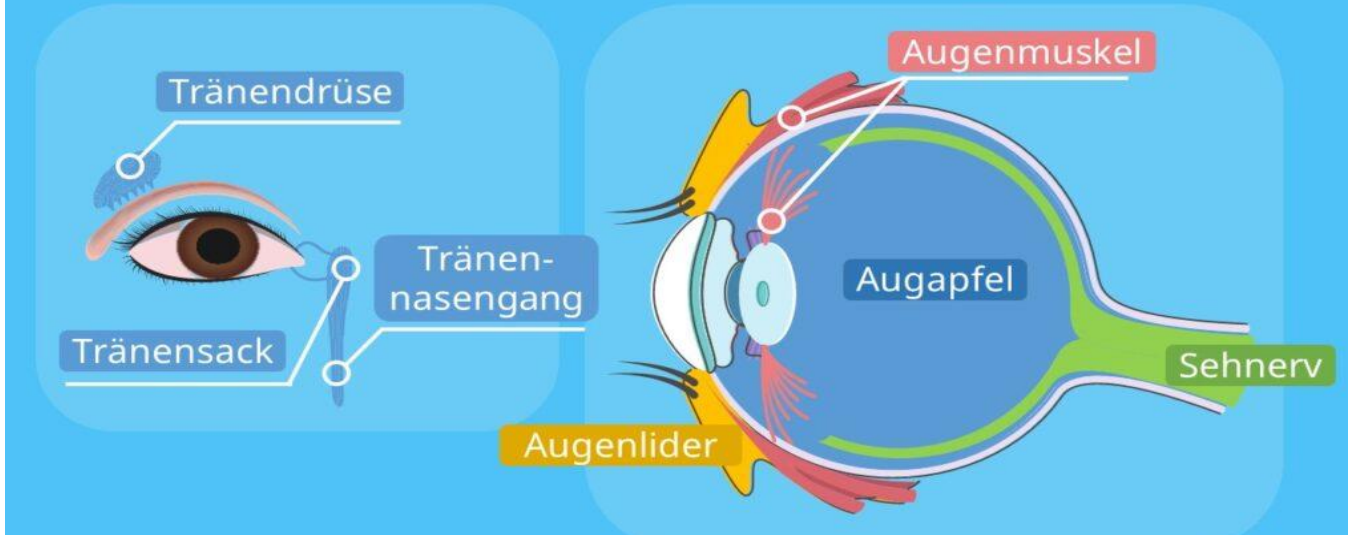 Tränendrüse
Tränen-
nasengang
Tränensack
Augenmuskel
Augapfel
Sehnerv
Augenlider